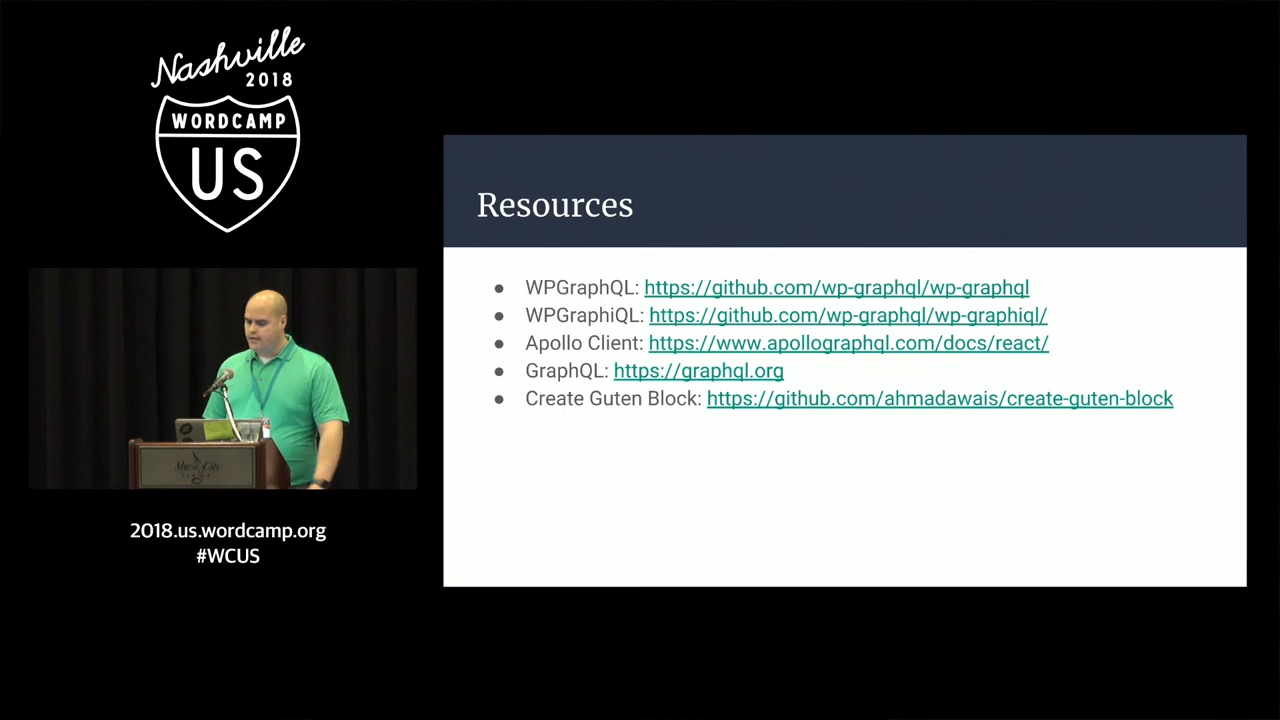 Nashville
2018
WORDCAMP
US
Resources
● WPGraphQL: https://github.com/wp-graphql/wp-graphql
● WPGraphiQL: https://github.com/wp-graphql/wp-graphiql/
● Apollo Client: https://www.apollographql.com/docs/react/
● GraphQL: https://graphql.org
● Create Guten Block: https://github.com/ahmadawais/create-guten-block
Music City
2018.us.wordcamp.org
#WCUS